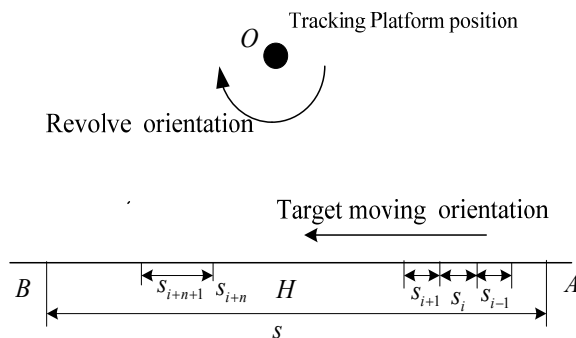 Tracking Platform position
O
Revolve orientation
Target moving orientation
B s_{i+n+1} s_{i+n} H s_{i+1} s_i s_{i-1} A
s